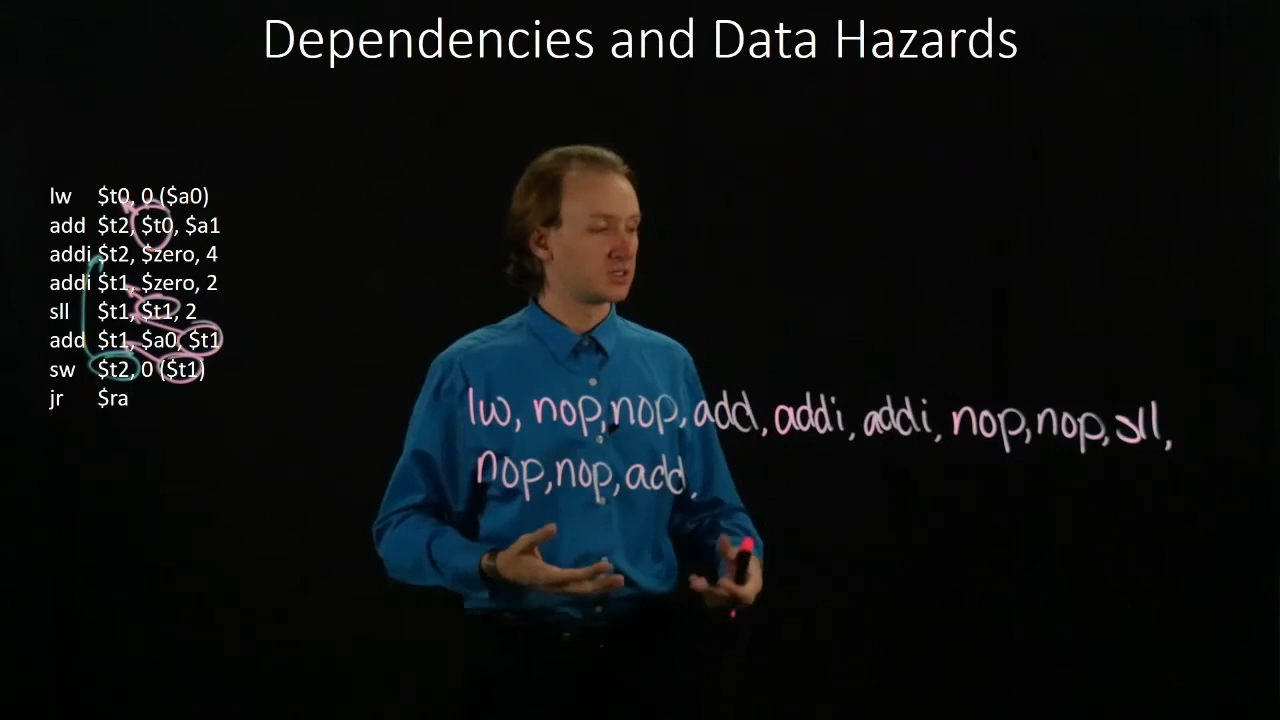 Dependencies and Data Hazards
lw $t0, 0 ($a0)
add $t2, $t0, $a1
addi $t2, $zero, 4
addi $t1, $zero, 2
sll $t1, $t1, 2
add $t1, $a0, $t1
sw $t2, 0 ($t1)
jr $ra
lw, nop, nop, add, addi, addi, nop, nop, sll,
nop, nop, add,